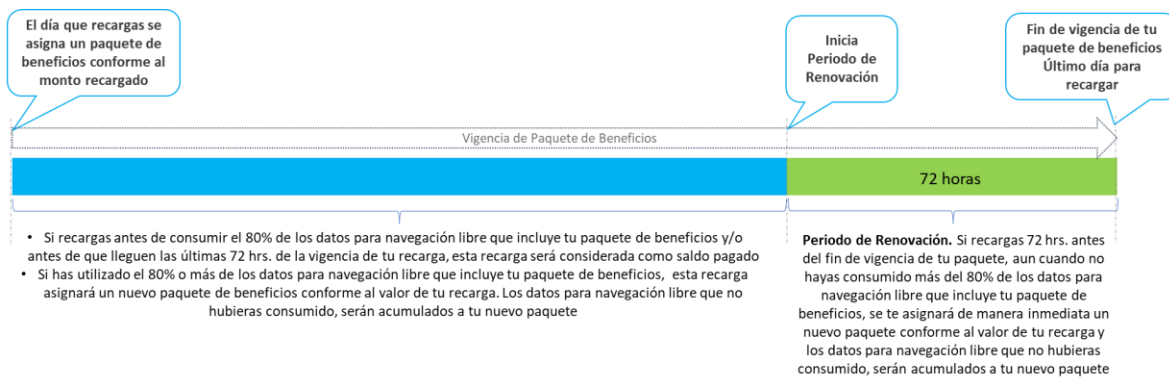 El día que recargas se
asigna un paquete de
beneficios conforme al
monto recargado
Inicia
Periodo de
Renovación
Fin de vigencia de tu
paquete de beneficios
Último día para
recargar
Vigencia de Paquete de Beneficios
72 horas
• Si recargas antes de consumir el 80% de los datos para navegación libre que incluye tu paquete de beneficios y/o
antes de que lleguen las últimas 72 hrs. de la vigencia de tu recarga, esta recarga será considerada como saldo pagado
• Si has utilizado el 80% o más de los datos para navegación libre que incluye tu paquete de beneficios, esta recarga
asignará un nuevo paquete de beneficios conforme al valor de tu recarga. Los datos para navegación libre que no
hubieras consumido, serán acumulados a tu nuevo paquete
Periodo de Renovación. Si recargas 72 hrs. antes
del fin de vigencia de tu paquete, aun cuando no
hayas consumido más del 80% de los datos para
navegación libre que incluye tu paquete de
beneficios, se te asignará de manera inmediata un
nuevo paquete conforme al valor de tu recarga y
los datos para navegación libre que no hubieras
consumido, serán acumulados a tu nuevo paquete